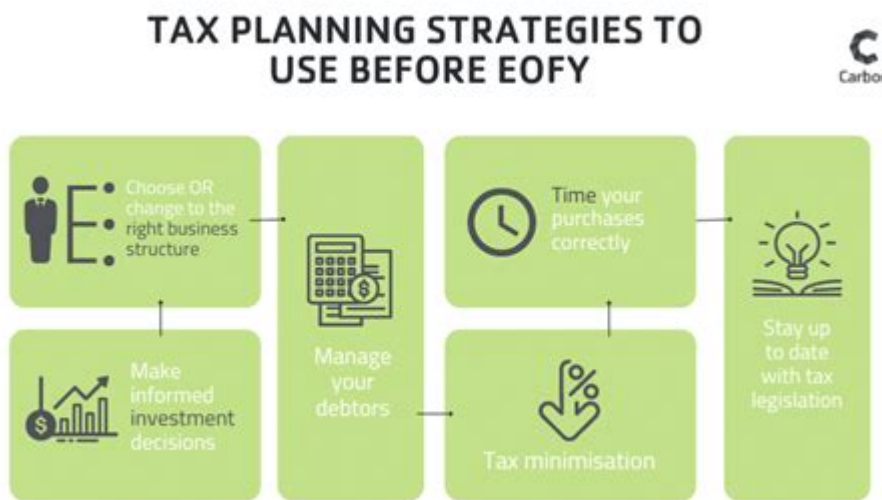 TAX PLANNING STRATEGIES TO
USE BEFORE EOFY
Choose OR
change to the
right business
structure
Make
informed
investment
decisions
Manage
your
debtors
Time your
purchases
correctly
Tax minimisation
Stay up
to date
with tax
legislation